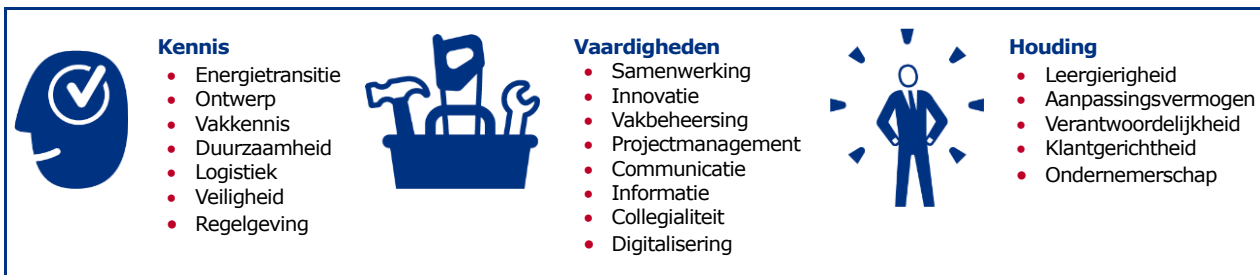 Kennis
• Energietransitie
• Ontwerp
• Vakkennis
• Duurzaamheid
• Logistiek
• Veiligheid
• Regelgeving
Vaardigheden
• Samenwerking
• Innovatie
• Vakbeheersing
• Projectmanagement
• Communicatie
• Informatie
• Collegialiteit
• Digitalisering
Houding
• Leergierigheid
• Aanpassingsvermogen
• Verantwoordelijkheid
• Klantgerichtheid
• Ondernemerschap